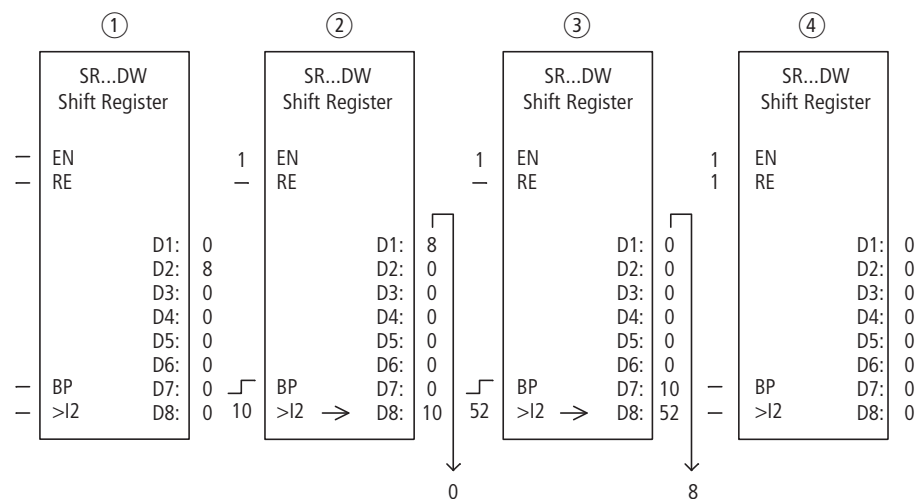 ① ② ③ ④
SR...DW
Shift Register
– EN
– RE
D1: 0
D2: 8
D3: 0
D4: 0
D5: 0
D6: 0
– BP D7: 0
– >I2 D8: 0
SR...DW
Shift Register
1 EN
– RE
D1: 8
D2: 0
D3: 0
D4: 0
D5: 0
D6: 0
BP D7: 0
10 >I2 → D8: 10
0
SR...DW
Shift Register
1 EN
– RE
D1: 0
D2: 0
D3: 0
D4: 0
D5: 0
D6: 0
BP D7: 10
52 >I2 → D8: 52
8
SR...DW
Shift Register
1 EN
1 RE
D1: 0
D2: 0
D3: 0
D4: 0
D5: 0
D6: 0
– BP D7: 0
– >I2 D8: 0